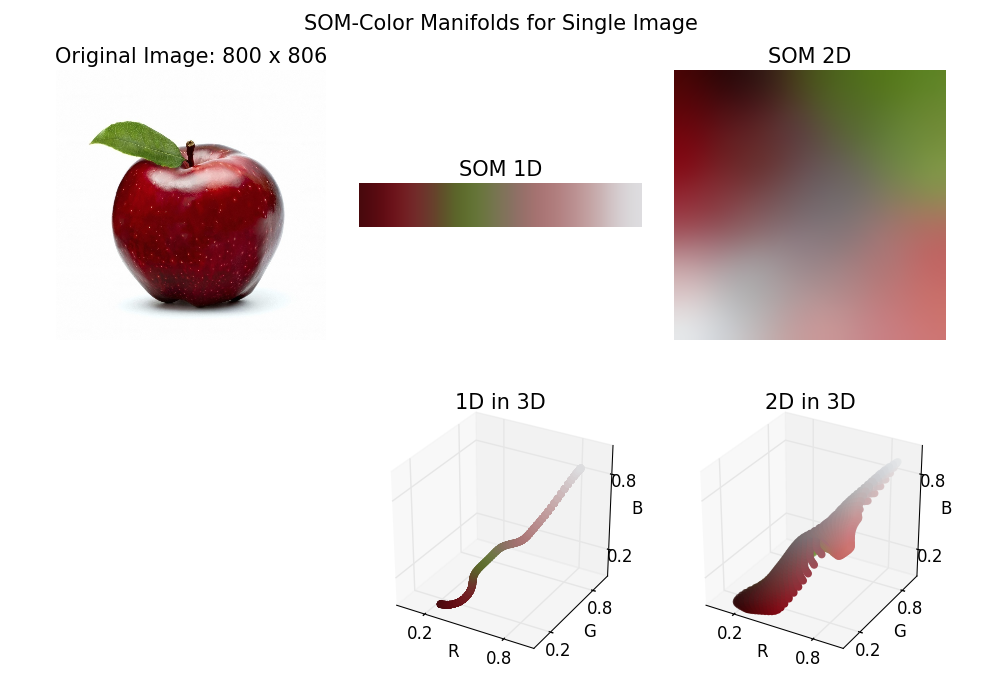 SOM-Color Manifolds for Single Image
Original Image: 800 x 806
SOM 2D
SOM 1D
1D in 3D
2D in 3D
0.8
B
0.2
0.8
G
0.2
0.2
R
0.8
0.8
B
0.2
0.8
G
0.2
0.2
R
0.8